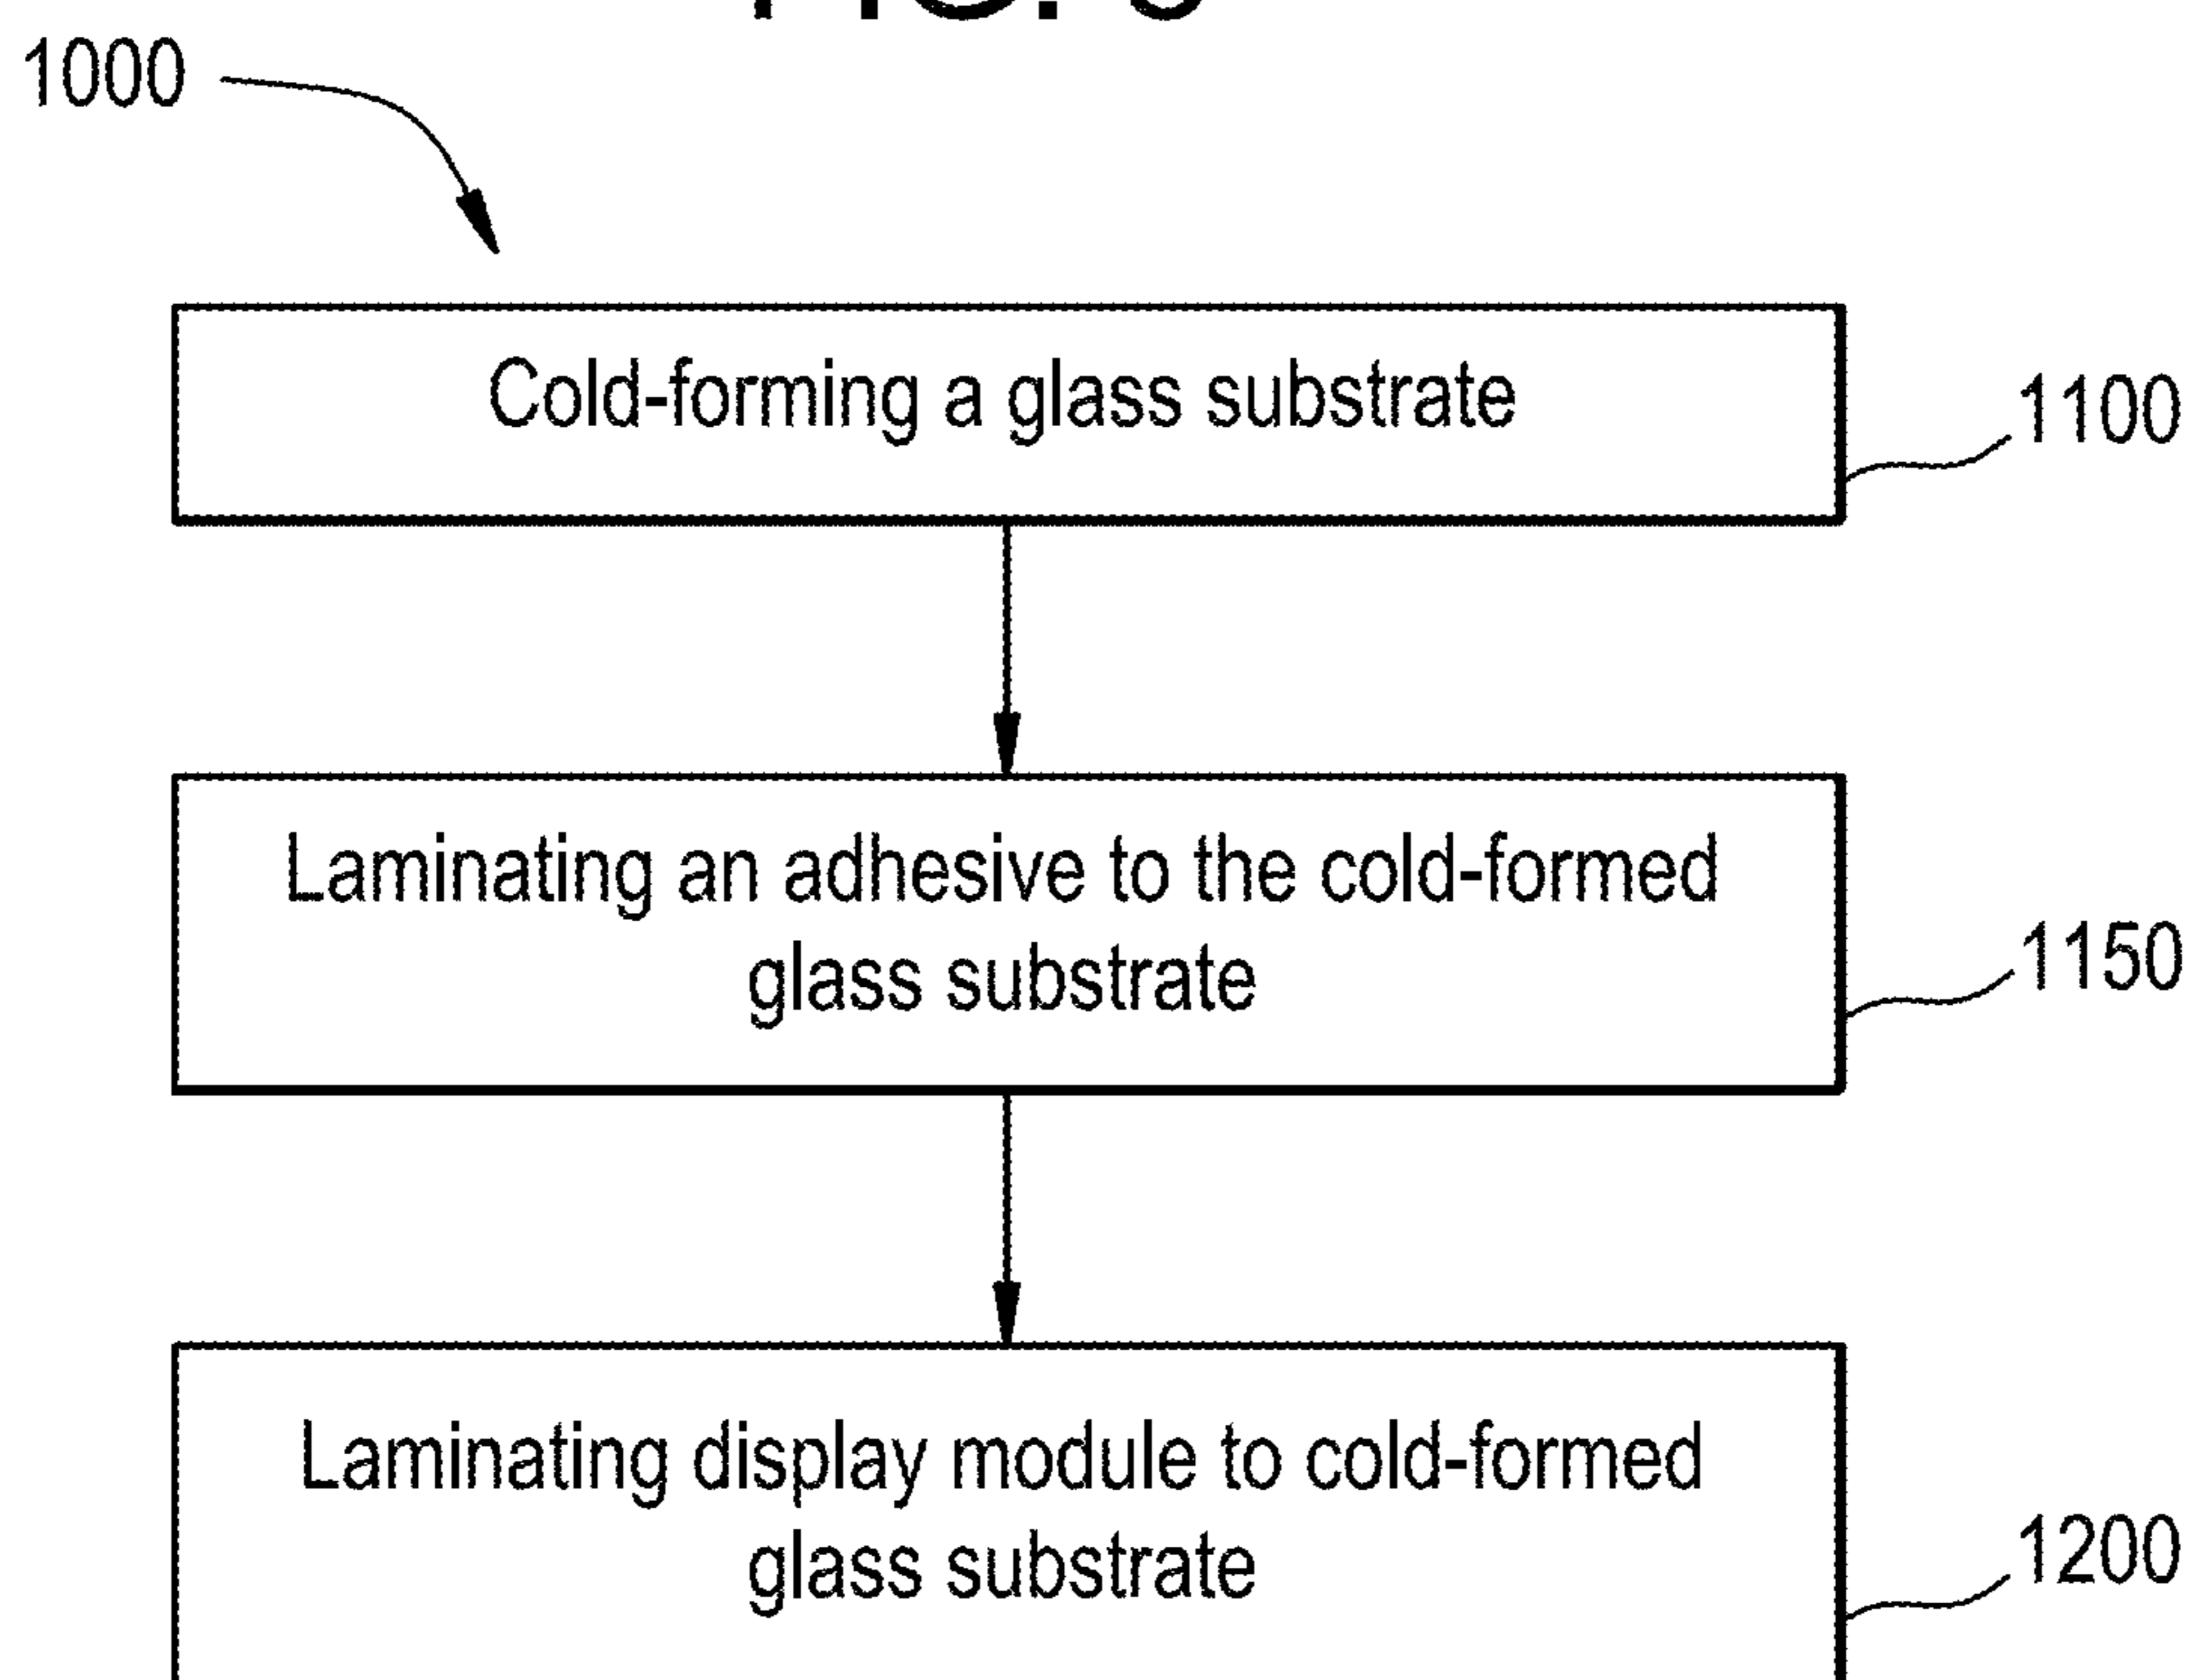 1000
Cold-forming a glass substrate
1100
Laminating an adhesive to the cold-formed
glass substrate
1150
Laminating display module to cold-formed
glass substrate
1200